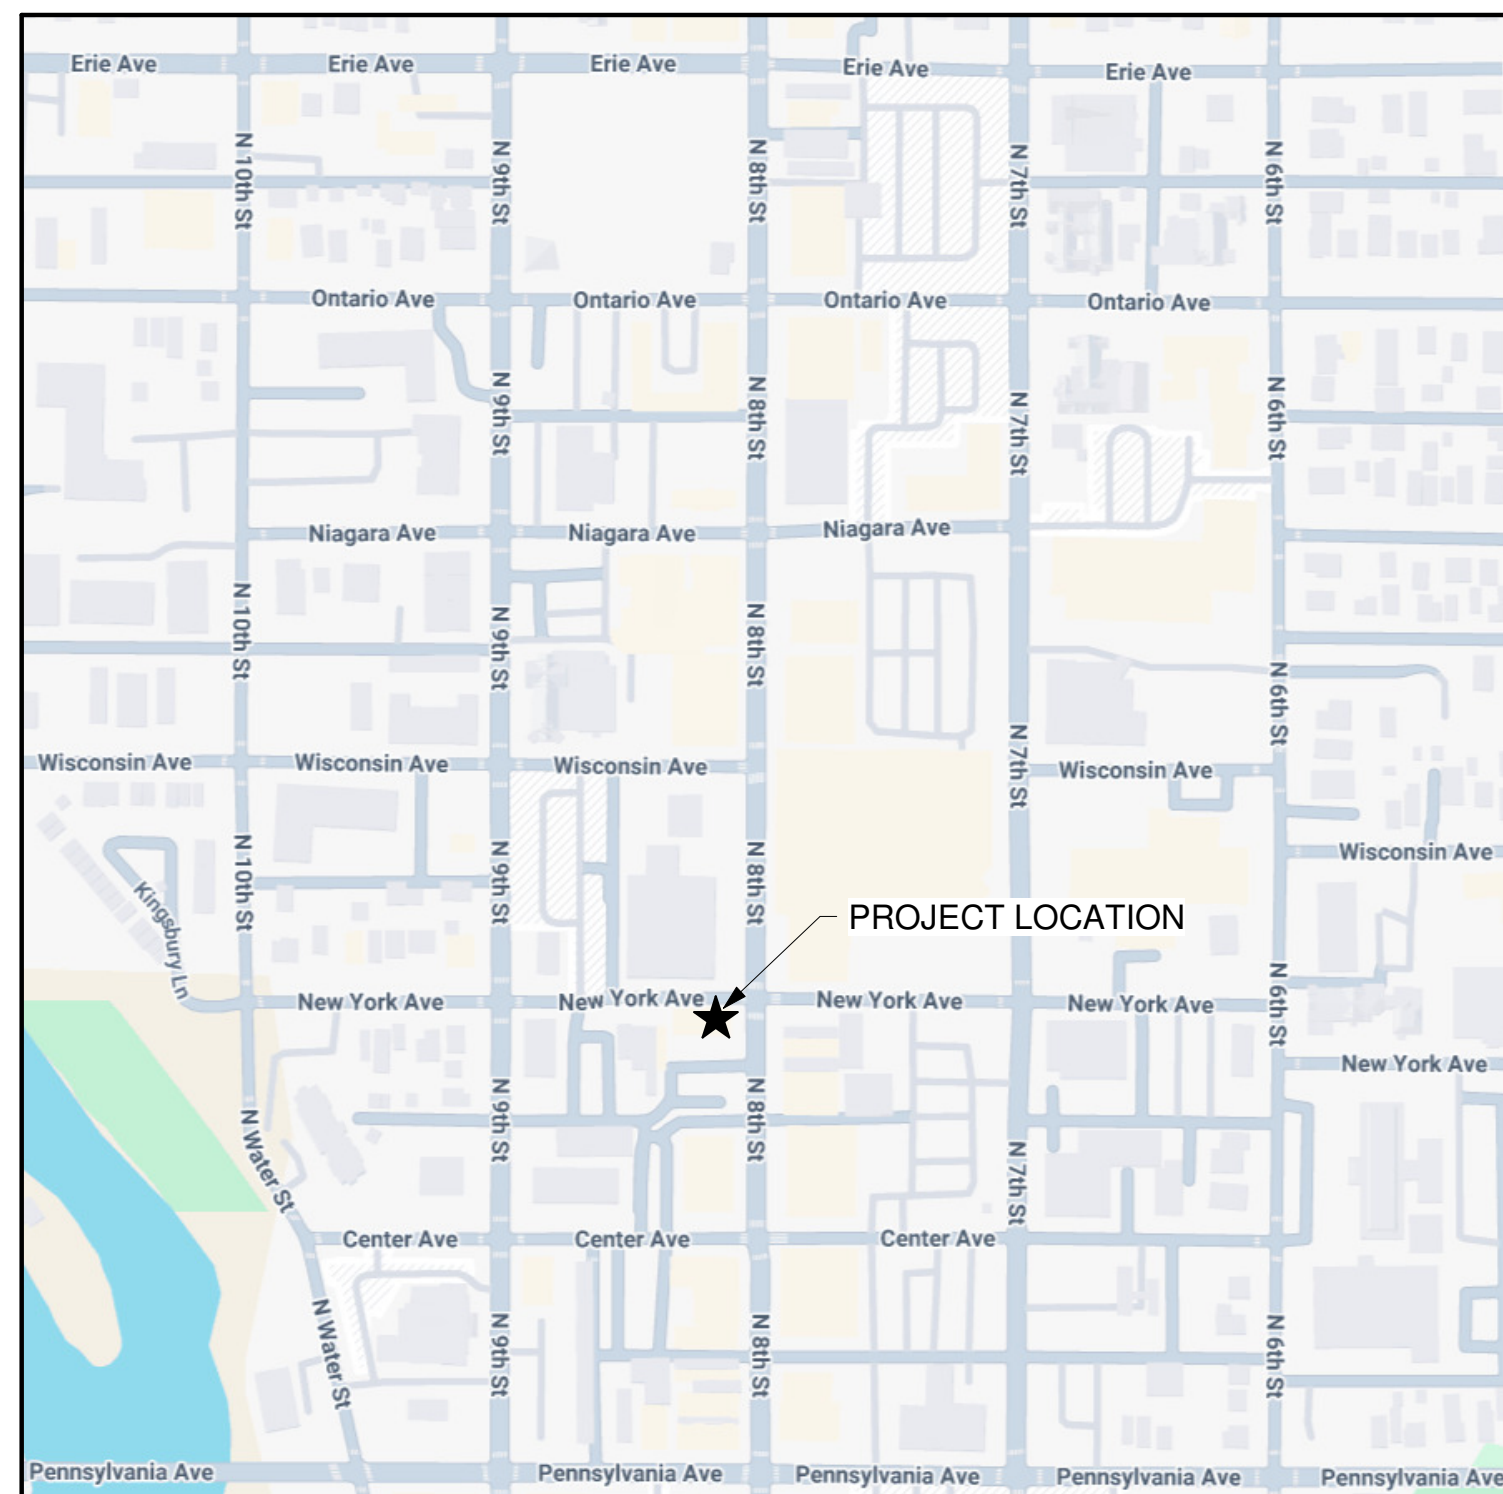 Erie Ave
Erie Ave
Erie Ave
Erie Ave
Erie Ave
N 10th St
N 9th St
N 8th St
N 7th St
N 6th St
Ontario Ave
Ontario Ave
Ontario Ave
Ontario Ave
N 9th St
N 8th St
N 7th St
N 6th St
Niagara Ave
Niagara Ave
Niagara Ave
N 10th St
N 9th St
N 8th St
N 6th St
N 7th St
Wisconsin Ave
Wisconsin Ave
Wisconsin Ave
Wisconsin Ave
Wisconsin Ave
N 10th St
N 9th St
N 8th St
Kingsbury Ln
PROJECT LOCATION
N 6th St
New York Ave
New York Ave
New York Ave
New York Ave
New York Ave
N Water St
N 9th St
N 8th St
N 7th St
Center Ave
Center Ave
Center Ave
N Water St
N 9th St
N 8th St
N 6th St
Pennsylvania Ave
Pennsylvania Ave
Pennsylvania Ave
Pennsylvania Ave
Pennsylvania Ave